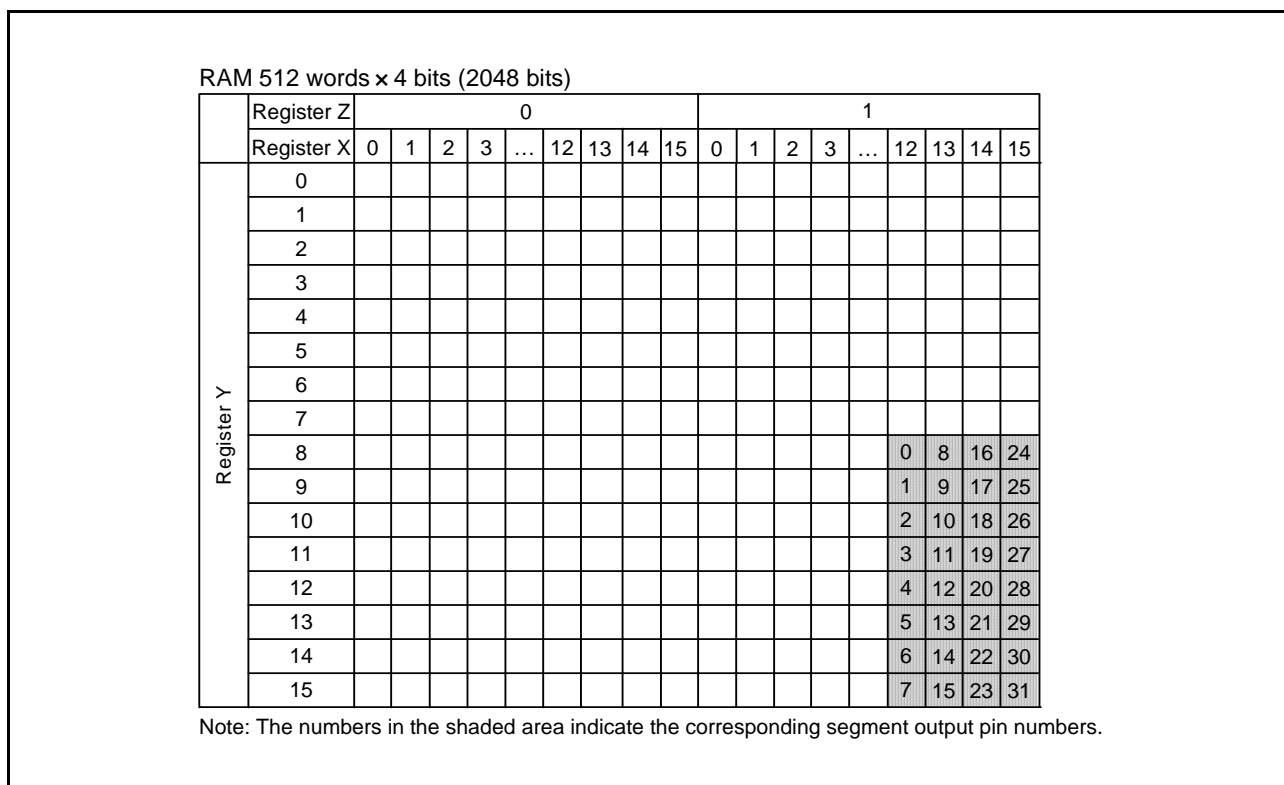 RAM 512 words × 4 bits (2048 bits)
Register Z 0 1
Register X 0 1 2 3 ... 12 13 14 15 0 1 2 3 ... 12 13 14 15
Register Y
0
1
2
3
4
5
6
7
8 0 8 16 24
9 1 9 17 25
10 2 10 18 26
11 3 11 19 27
12 4 12 20 28
13 5 13 21 29
14 6 14 22 30
15 7 15 23 31
Note: The numbers in the shaded area indicate the corresponding segment output pin numbers.